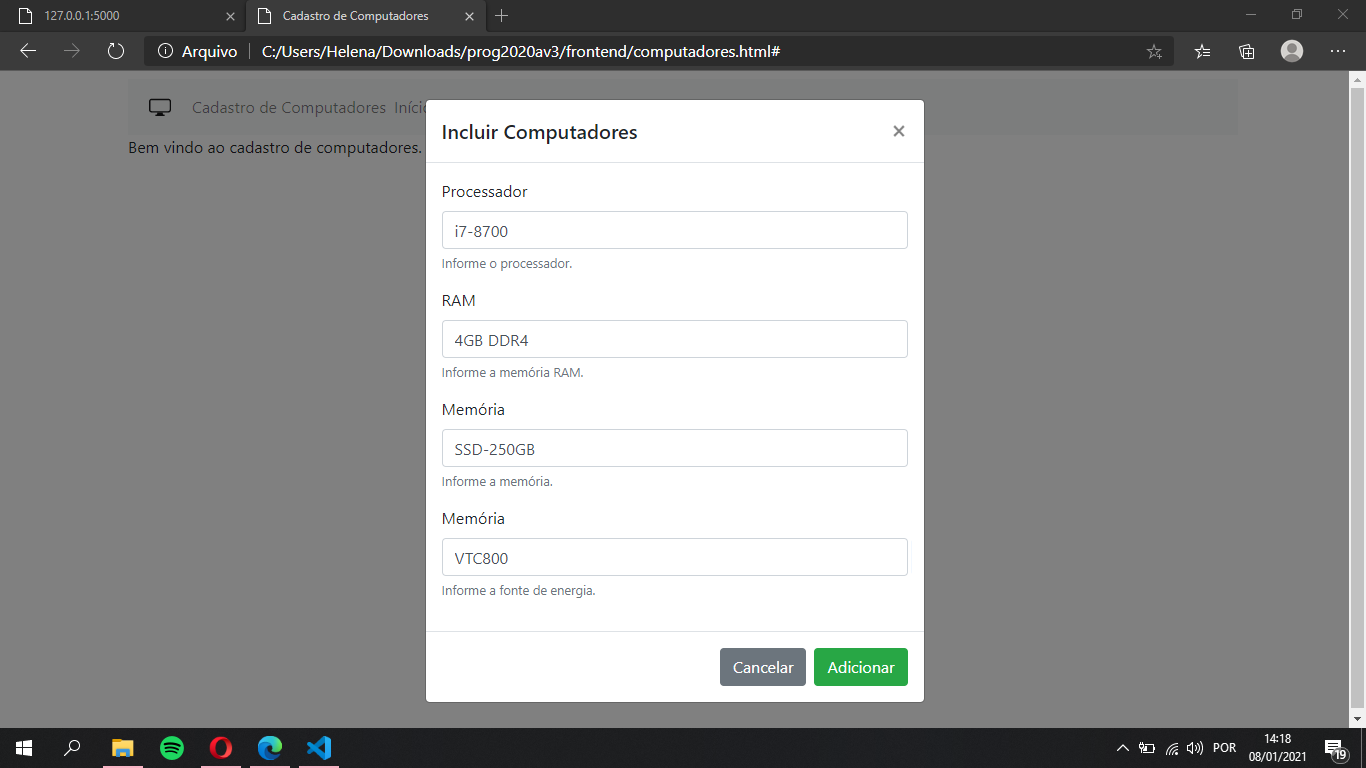 127.0.0.1:5000
Cadastro de Computadores
Arquivo
C:/Users/Helena/Downloads/prog2020av3/frontend/computadores.html#
Cadastro de Computadores
Bem vindo ao cadastro de computadores.
Incluir Computadores
×
Processador
i7-8700
Informe o processador.
RAM
4GB DDR4
Informe a memória RAM.
Memória
SSD-250GB
Informe a memória.
Memória
VTC800
Informe a fonte de energia.
Cancelar Adicionar
POR
14:18
08/01/2021
19